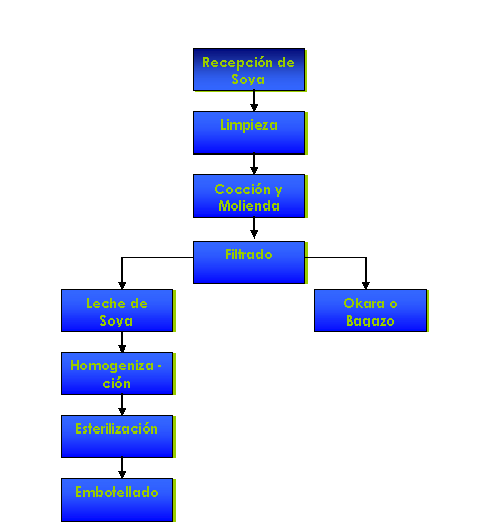 Recepción de
Soya
Limpieza
Cocción y
Molienda
Filtrado
Leche de
Soya
Okara o
Bagazo
Homogeniza -
ción
Esterilización
Embotellado